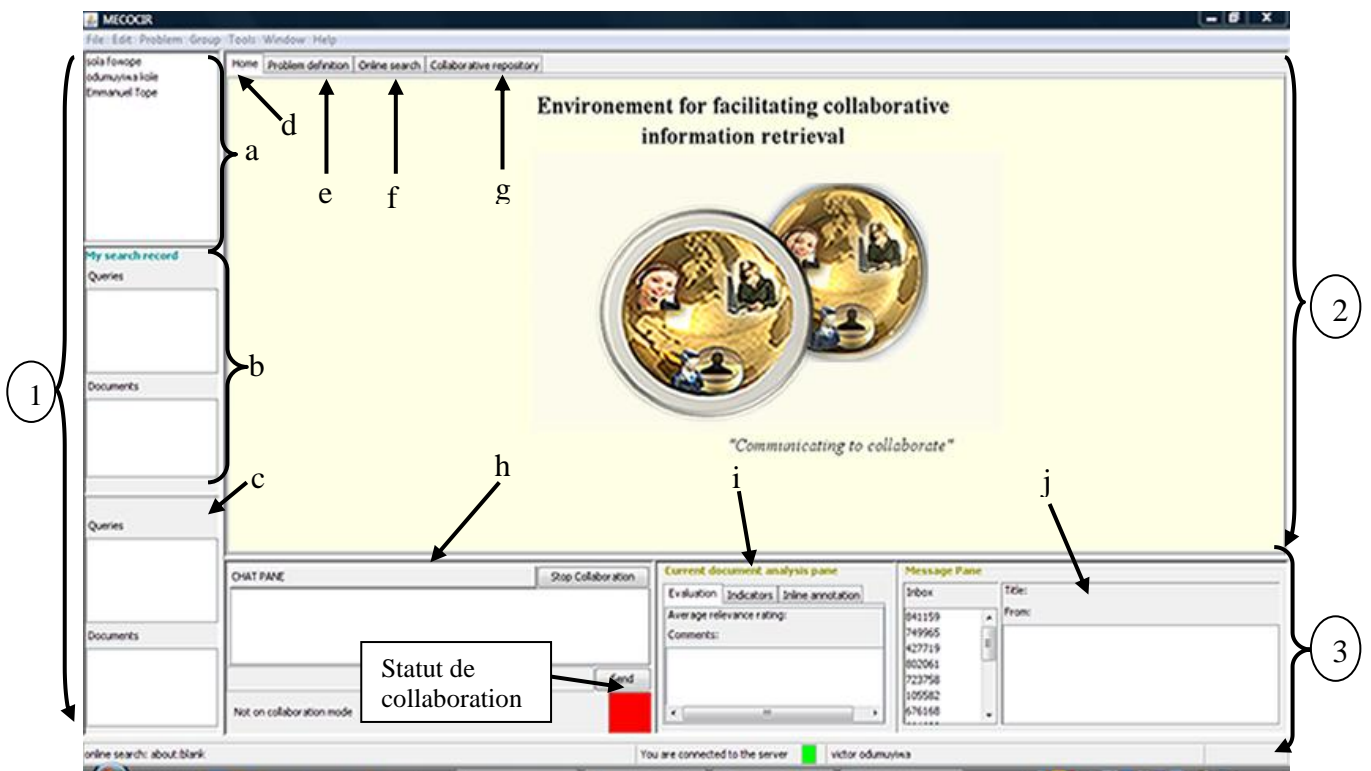 MECOCIR
File Edit Problem Group Tools Window Help
sola fowope
odumuyiwa kole
Emmanuel Tope
Home Problem definition Online search Collaborative repository
Environement for facilitating collaborative
information retrieval
d
a
e
f
g
My search record
Queries
2
b
1
Documents
"Communicating to collaborate"
h
i
j
c
Queries
CHAT PANE
Stop Collaboration
Current document analysis pane
Message Pane
Evaluation Indicators Inline annotation
Inbox
Title:
Average relevance rating:
841159
From:
Documents
Comments:
749965
427719
3
Statut de
collaboration
802061
723758
105582
676168
Not on collaboration mode
online search: about:blank
You are connected to the server
victor odumuyiwa